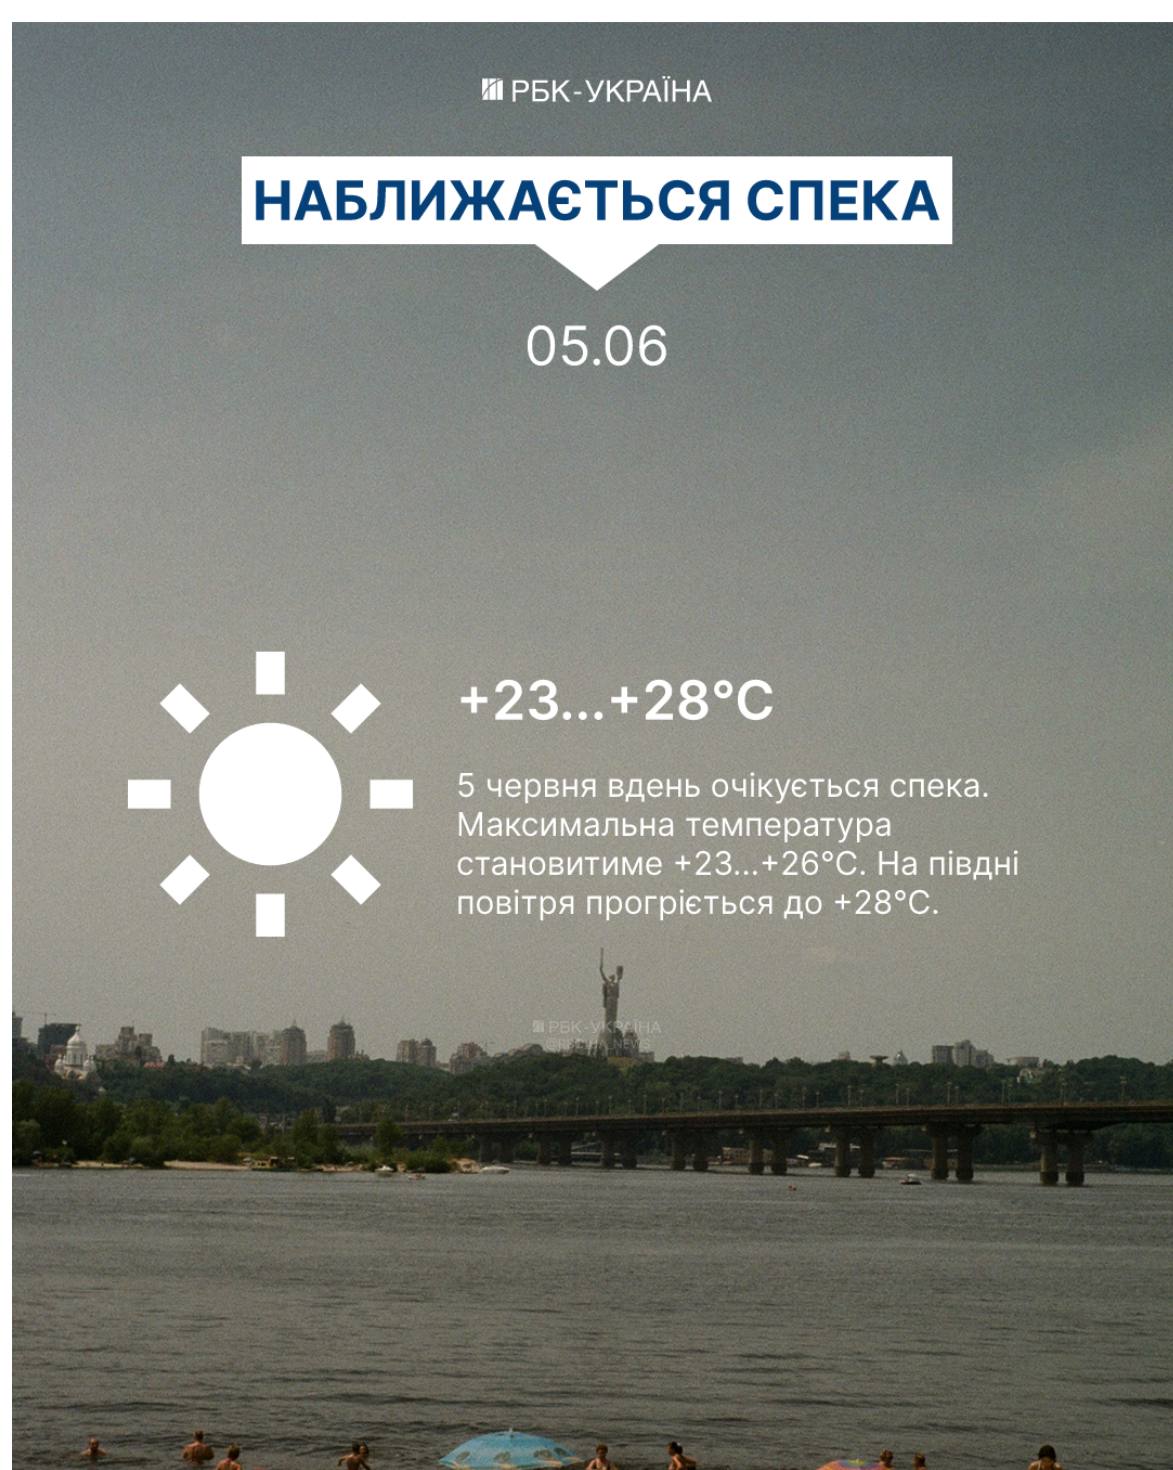 РБК-УКРАЇНА
НАБЛИЖАЄТЬСЯ СПЕКА
05.06
+23...+28°C
5 червня вдень очікується спека.
Максимальна температура
становитиме +23...+26°C. На півдні
повітря прогріється до +28°C.
РБК-УКРАЇНА